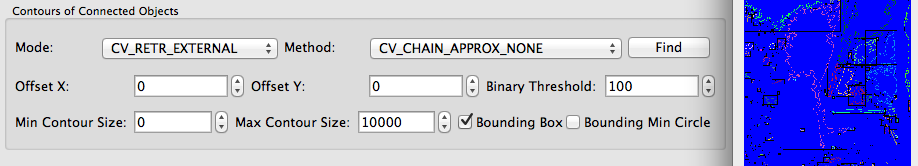 Contours of Connected Objects
Mode: CV_RETR_EXTERNAL Method: CV_CHAIN_APPROX_NONE Find
Offset X: 0 Offset Y: 0 Binary Threshold: 100
Min Contour Size: 0 Max Contour Size: 10000 Bounding Box Bounding Min Circle